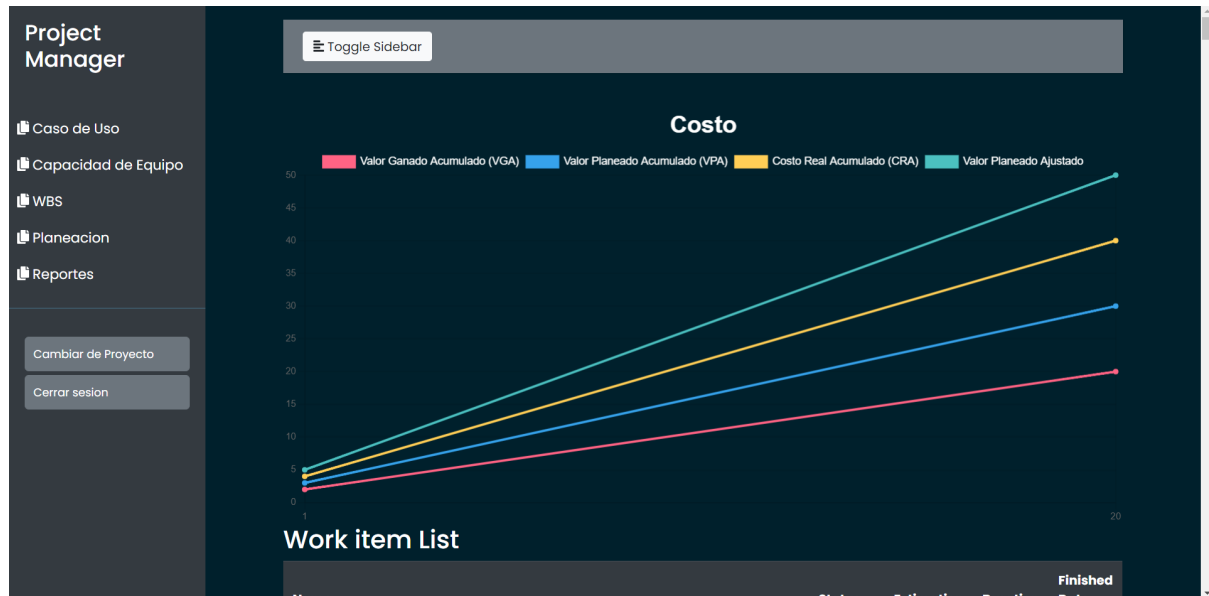 Project
Manager
Caso de Uso
Capacidad de Equipo
WBS
Planeacion
Reportes
Cambiar de Proyecto
Cerrar sesion
Toggle Sidebar
Costo
Valor Ganado Acumulado (VGA) Valor Planeado Acumulado (VPA) Costo Real Acumulado (CRA) Valor Planeado Ajustado
50
45
40
35
30
25
20
15
10
5
0
1 20
Work item List
Finished